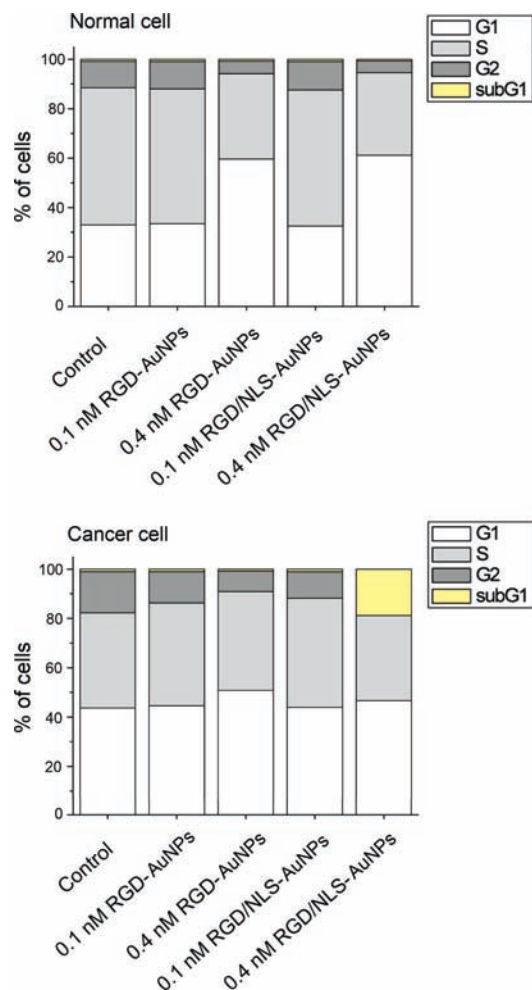 Normal cell
G1
S
G2
subG1
% of cells
100
80
60
40
20
0
Control
0.1 nM RGD-AuNPs
0.4 nM RGD-AuNPs
0.1 nM RGD/NLS-AuNPs
0.4 nM RGD/NLS-AuNPs
Cancer cell
G1
S
G2
subG1
% of cells
100
80
60
40
20
0
Control
0.1 nM RGD-AuNPs
0.4 nM RGD-AuNPs
0.1 nM RGD/NLS-AuNPs
0.4 nM RGD/NLS-AuNPs